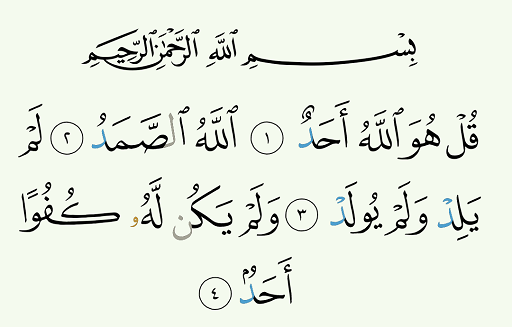 بِسْمِ ٱللَّهِ ٱلرَّحْمَٰنِ ٱلرَّحِيمِ
قُلْ هُوَ ٱللَّهُ أَحَدٌ ١ ٱللَّهُ ٱلصَّمَدُ ٢ لَمْ
يَلِدْ وَلَمْ يُولَدْ ٣ وَلَمْ يَكُن لَّهُۥ كُفُوًا
أَحَدٌۢ ٤